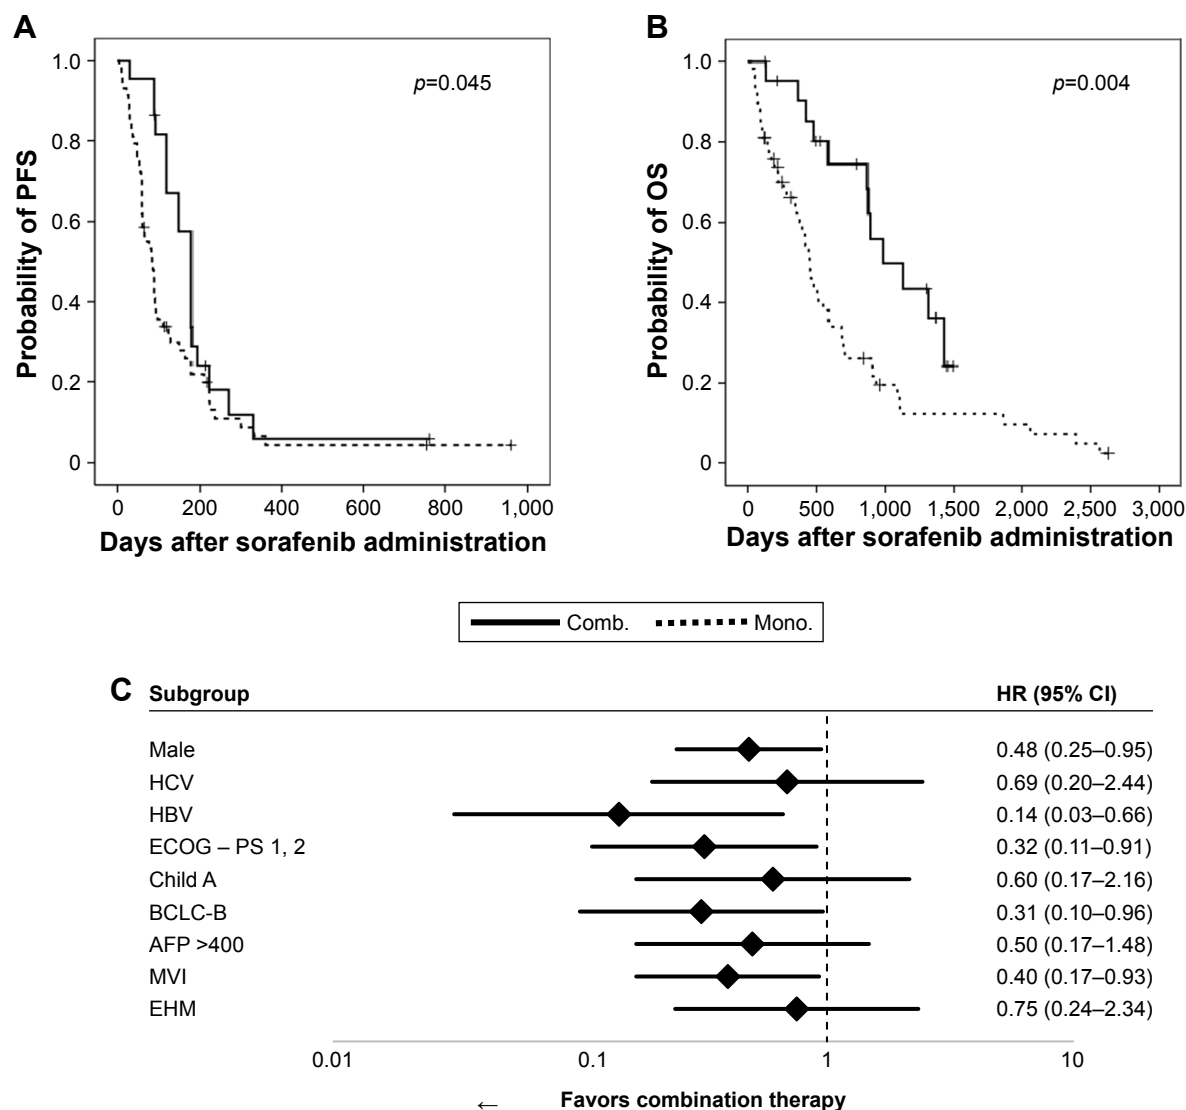 A
B
Probability of PFS
1.0
0.8
0.6
0.4
0.2
0
p=0.045
0 200 400 600 800 1,000
Days after sorafenib administration
Probability of OS
1.0
0.8
0.6
0.4
0.2
0
p=0.004
0 500 1,000 1,500 2,000 2,500 3,000
Days after sorafenib administration
Comb. Mono.
C Subgroup HR (95% CI)
Male 0.48 (0.25–0.95)
HCV 0.69 (0.20–2.44)
HBV 0.14 (0.03–0.66)
ECOG – PS 1, 2 0.32 (0.11–0.91)
Child A 0.60 (0.17–2.16)
BCLC-B 0.31 (0.10–0.96)
AFP >400 0.50 (0.17–1.48)
MVI 0.40 (0.17–0.93)
EHM 0.75 (0.24–2.34)
0.01 0.1 1 10
← Favors combination therapy